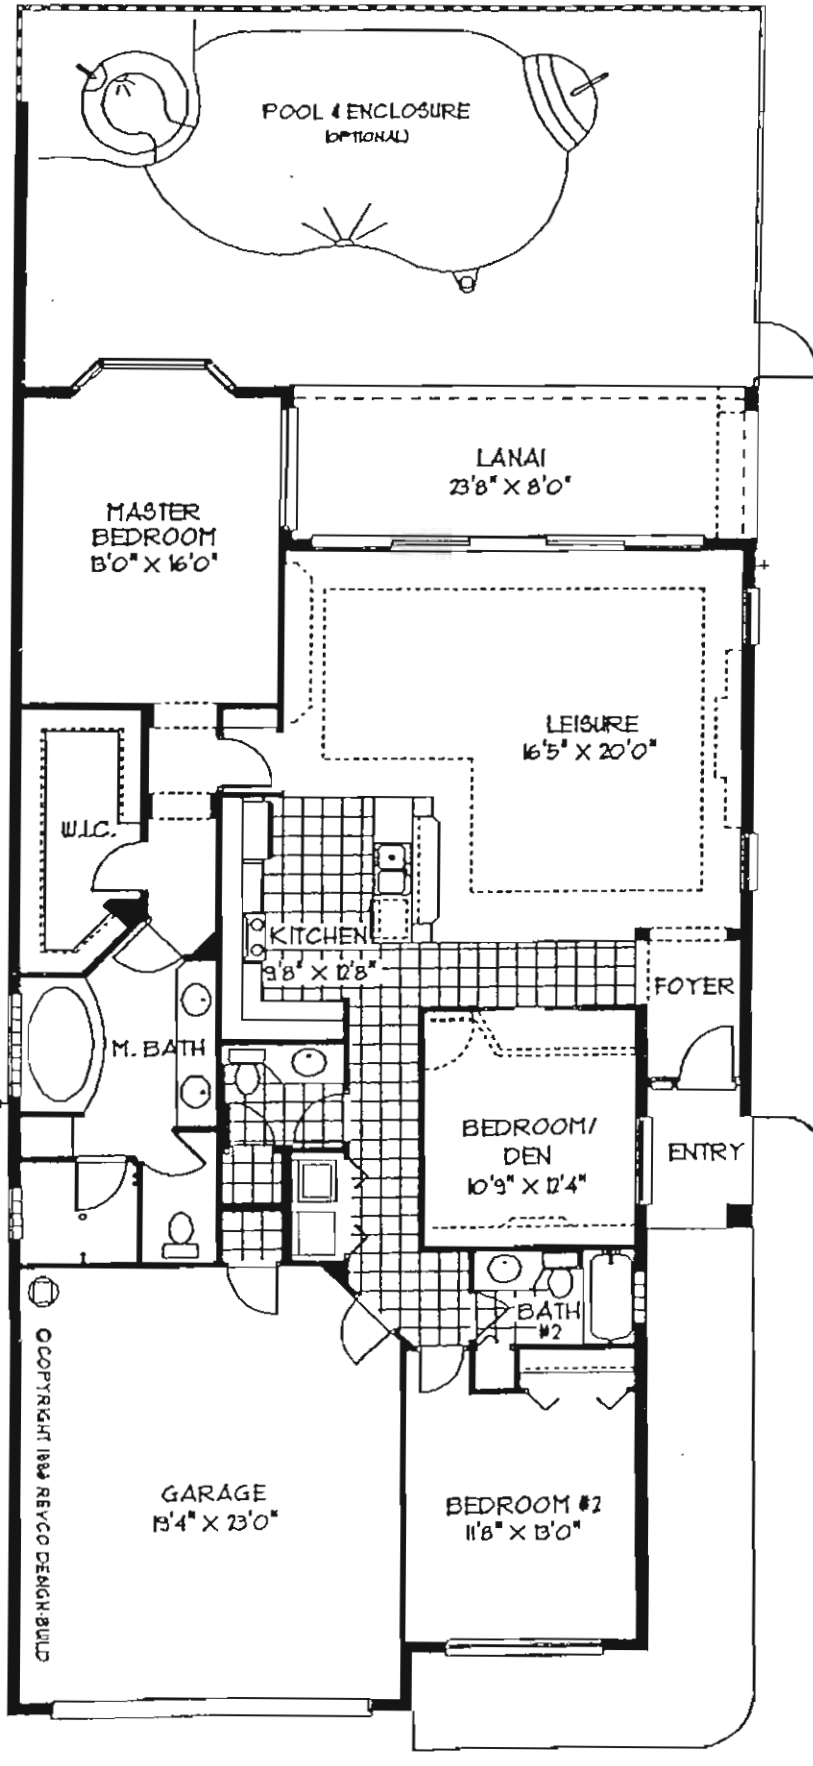 POOL & ENCLOSURE
(OPTIONAL)
LANAI
23'8" X 8'0"
MASTER
BEDROOM
13'0" X 16'0"
LEISURE
16'5" X 20'0"
W.I.C.
KITCHEN
9'8" X 12'8"
FOYER
M. BATH
BEDROOM/
DEN
10'9" X 12'4"
ENTRY
BATH
#2
GARAGE
19'4" X 23'0"
BEDROOM #2
11'8" X 13'0"
©COPYRIGHT REYCO DESIGN-BUILD